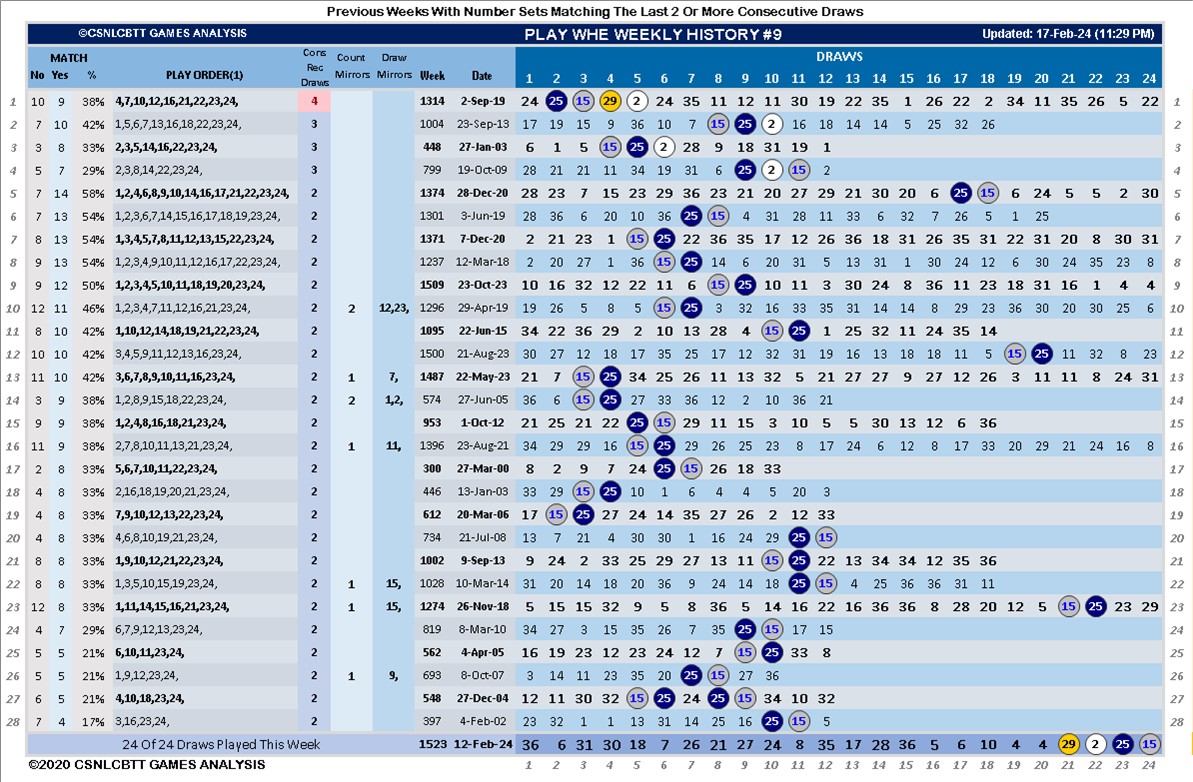 Previous Weeks With Number Sets Matching The Last 2 Or More Consecutive Draws
©CSNLCBTT GAMES ANALYSIS PLAY WHE WEEKLY HISTORY #9 Updated: 17-Feb-24 (11:29 PM)
MATCH Cons Rec Draws Count Mirrors Draw Mirrors DRAWS
No Yes % PLAY ORDER(1) Week Date 1 2 3 4 5 6 7 8 9 10 11 12 13 14 15 16 17 18 19 20 21 22 23 24
1 10 9 38% 4,7,10,12,16,21,22,23,24, 4 1314 2-Sep-19 24 25 15 29 2 24 35 11 12 11 30 19 22 35 1 26 22 2 34 11 35 26 5 22 1
2 7 10 42% 1,5,6,7,13,16,18,22,23,24, 3 1004 23-Sep-13 17 19 15 9 36 10 7 15 25 2 16 18 14 14 5 25 32 26 2
3 3 8 33% 2,3,5,14,16,22,23,24, 3 448 27-Jan-03 6 1 5 15 25 2 28 9 18 31 19 1 3
4 5 7 29% 2,3,8,14,22,23,24, 3 799 19-Oct-09 28 21 21 11 34 19 31 6 25 2 15 2 4
5 7 14 58% 1,2,4,6,8,9,10,14,16,17,21,22,23,24, 2 1374 28-Dec-20 28 23 7 15 23 29 36 23 21 20 27 29 21 30 20 6 25 15 6 24 5 5 2 30 5
6 7 13 54% 1,2,3,6,7,14,15,16,17,18,19,23,24, 2 1301 3-Jun-19 28 36 6 20 10 36 25 15 4 31 28 11 33 6 32 7 26 5 1 25 6
7 8 13 54% 1,3,4,5,7,8,11,12,13,15,22,23,24, 2 1371 7-Dec-20 2 21 23 1 15 25 22 36 35 17 12 26 36 18 31 26 35 31 22 31 20 8 30 31 7
8 9 13 54% 1,2,3,4,9,10,11,12,16,17,22,23,24, 2 1237 12-Mar-18 2 20 27 1 36 15 25 14 6 20 31 5 13 31 1 30 24 12 6 30 24 35 23 8 8
9 9 12 50% 1,2,3,4,5,10,11,18,19,20,23,24, 2 1509 23-Oct-23 10 16 32 12 22 11 6 15 25 10 11 3 30 24 8 36 11 23 18 31 16 1 4 4 9
10 12 11 46% 1,2,3,4,7,11,12,16,21,23,24, 2 2 12,23, 1296 29-Apr-19 19 26 5 8 5 15 25 3 32 16 33 35 31 14 14 8 29 23 36 20 33 30 6 1 10
11 8 10 42% 1,10,12,14,18,19,21,22,23,24, 2 1095 22-Jun-15 34 22 36 29 2 10 13 28 4 15 25 1 25 32 11 24 35 14 11
12 10 10 42% 3,4,5,9,11,12,13,16,23,24, 2 1500 21-Aug-23 30 27 12 18 17 35 25 17 12 32 31 19 16 13 18 18 11 5 15 25 11 32 8 23 12
13 11 10 42% 3,6,7,8,9,10,11,16,23,24, 2 1 7, 1487 22-May-23 21 7 15 25 34 25 26 11 13 32 5 21 27 27 9 27 12 26 3 11 11 8 24 31 13
14 3 9 38% 1,2,8,9,15,18,22,23,24, 2 2 1,2, 574 27-Jun-05 36 6 15 25 27 33 36 12 2 10 36 21 14
15 9 9 38% 1,2,4,8,16,18,21,23,24, 2 953 1-Oct-12 21 25 21 22 25 15 29 11 15 3 10 5 5 30 13 12 6 36 15
16 11 9 38% 2,7,8,10,11,13,21,23,24, 2 1 11, 1396 23-Aug-21 34 29 29 16 15 25 29 26 25 23 8 17 24 6 12 8 17 33 20 29 21 24 16 8 16
17 2 8 33% 5,6,7,10,11,22,23,24, 2 300 27-Mar-00 8 2 9 7 24 25 15 26 18 33 17
18 4 8 33% 2,16,18,19,20,21,23,24, 2 446 13-Jan-03 33 29 15 25 10 1 6 4 4 5 20 3 18
19 4 8 33% 7,9,10,12,13,22,23,24, 2 612 20-Mar-06 17 15 25 27 24 14 35 27 26 2 12 33 19
20 4 8 33% 4,6,8,10,19,21,23,24, 2 734 21-Jul-08 13 7 21 4 30 30 1 16 24 29 25 15 20
21 8 8 33% 1,9,10,12,21,22,23,24, 2 1002 9-Sep-13 9 24 2 33 25 29 27 13 11 15 25 22 13 34 34 12 35 36 21
22 8 8 33% 1,3,5,10,15,19,23,24, 2 1 15, 1028 10-Mar-14 31 20 14 18 20 36 9 24 14 18 25 15 4 25 36 36 31 11 22
23 12 8 33% 1,11,14,15,16,21,23,24, 2 1 15, 1274 26-Nov-18 5 15 15 32 9 5 8 36 5 14 16 22 16 36 36 8 28 20 12 5 15 25 23 29 23
24 4 7 29% 6,7,9,12,13,23,24, 2 819 8-Mar-10 34 27 3 15 35 26 7 35 25 15 17 15 24
25 5 5 21% 6,10,11,23,24, 2 562 4-Apr-05 16 19 23 12 23 24 12 7 15 25 33 8 25
26 5 5 21% 1,9,12,23,24, 2 1 9, 693 8-Oct-07 3 14 11 23 35 20 25 15 27 36 26
27 6 5 21% 4,10,18,23,24, 2 548 27-Dec-04 12 11 30 32 15 25 24 25 15 34 10 32 27
28 7 4 17% 3,16,23,24, 2 397 4-Feb-02 23 32 1 1 13 31 14 25 16 25 15 5 28
24 Of 24 Draws Played This Week 1523 12-Feb-24 36 6 31 30 18 7 26 21 27 24 8 35 17 28 36 5 6 10 4 4 29 2 25 15
©2020 CSNLCBTT GAMES ANALYSIS 1 2 3 4 5 6 7 8 9 10 11 12 13 14 15 16 17 18 19 20 21 22 23 24